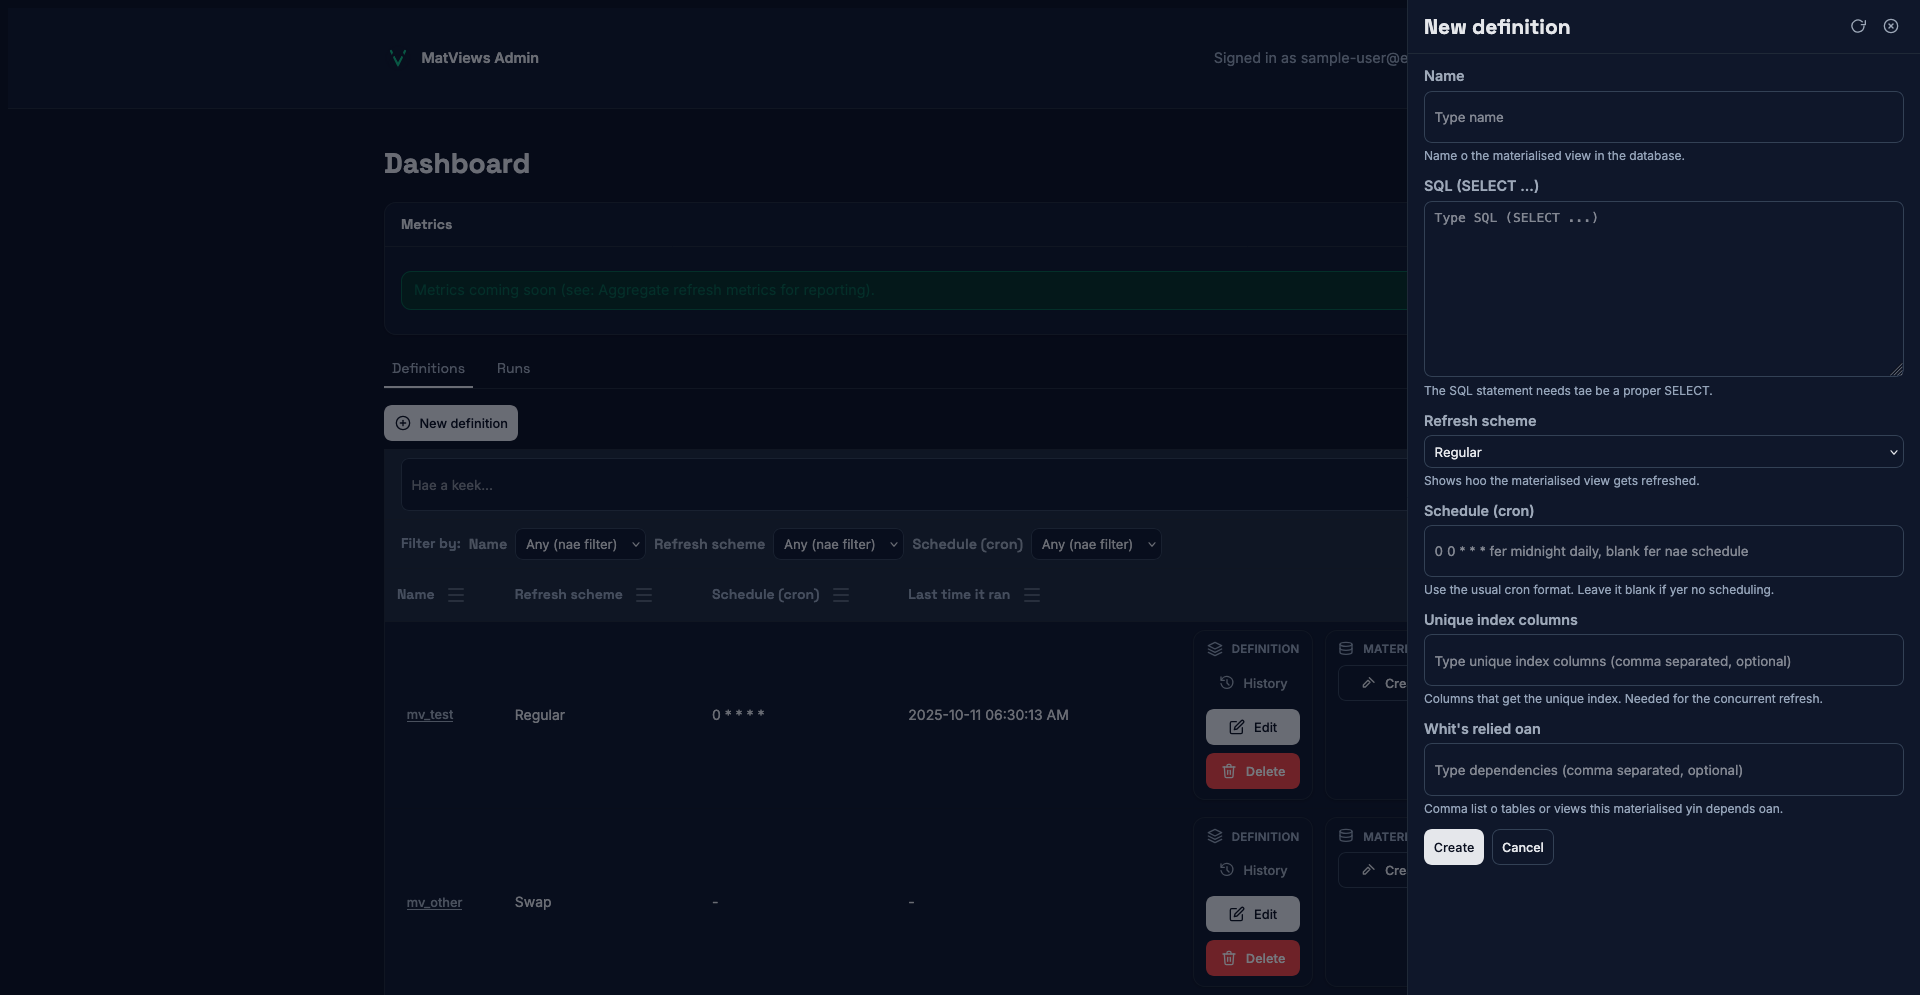 MatViews Admin
Signed in as sample-user@e
Dashboard
Metrics
Metrics coming soon (see: Aggregate refresh metrics for reporting).
Definitions
Runs
New definition
Hae a keek...
Filter by: Name Any (nae filter) Refresh scheme Any (nae filter) Schedule (cron) Any (nae filter)
Name Refresh scheme Schedule (cron) Last time it ran
mv_test Regular 0 * * * * 2025-10-11 06:30:13 AM
DEFINITION
History
Edit
Delete
MATERI
Cre
mv_other Swap - -
DEFINITION
History
Edit
Delete
MATERI
Cre
New definition
Name
Type name
Name o the materialised view in the database.
SQL (SELECT ...)
Type SQL (SELECT ...)
The SQL statement needs tae be a proper SELECT.
Refresh scheme
Regular
Shows hoo the materialised view gets refreshed.
Schedule (cron)
0 0 * * * fer midnight daily, blank fer nae schedule
Use the usual cron format. Leave it blank if yer no scheduling.
Unique index columns
Type unique index columns (comma separated, optional)
Columns that get the unique index. Needed for the concurrent refresh.
Whit's relied oan
Type dependencies (comma separated, optional)
Comma list o tables or views this materialised yin depends oan.
Create
Cancel